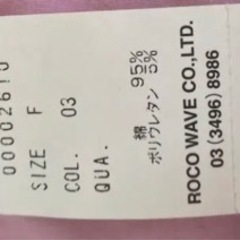 0000261U
SIZE F
COL. 03
QUA.
綿 95%
ポリウレタン 5%
ROCO WAVE CO.,LTD.
03 (3496) 8986